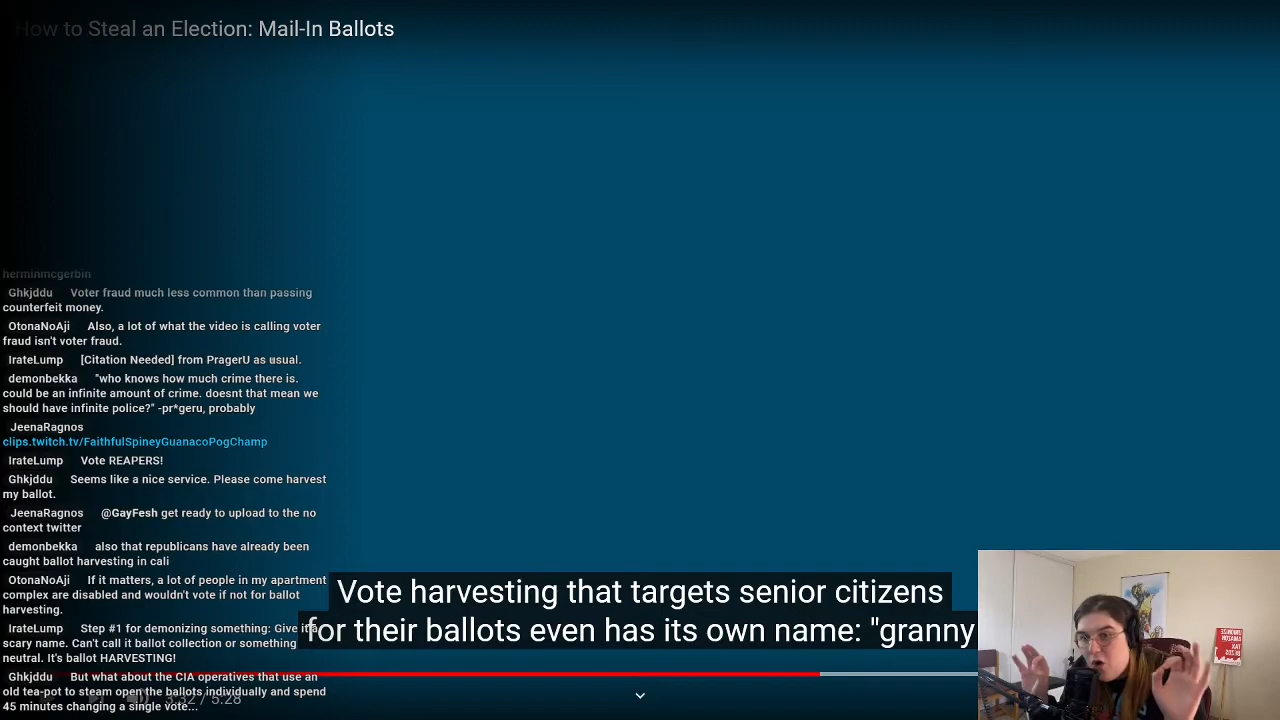 How to Steal an Election: Mail-In Ballots
herminmcgerbin
Ghkjddu Voter fraud much less common than passing
counterfeit money.
OtonaNoAji Also, a lot of what the video is calling voter
fraud isn't voter fraud.
IrateLump [Citation Needed] from PragerU as usual.
demonbekka "who knows how much crime there is.
could be an infinite amount of crime. doesnt that mean we
should have infinite police?" -pr*geru, probably
JeenaRagnos
clips.twitch.tv/FaithfulSpineyGuanacoPogChamp
IrateLump Vote REAPERS!
Ghkjddu Seems like a nice service. Please come harvest
my ballot.
JeenaRagnos @GayFesh get ready to upload to the no
context twitter
demonbekka also that republicans have already been
caught ballot harvesting in cali
OtonaNoAji If it matters, a lot of people in my apartment
complex are disabled and wouldn't vote if not for ballot
harvesting.
IrateLump Step #1 for demonizing something: Give it a
scary name. Can't call it ballot collection or something
neutral. It's ballot HARVESTING!
Ghkjddu But what about the CIA operatives that use an
old tea-pot to steam open the ballots individually and spend
45 minutes changing a single vote...
Vote harvesting that targets senior citizens
for their ballots even has its own name: "granny
3:32 / 5:28